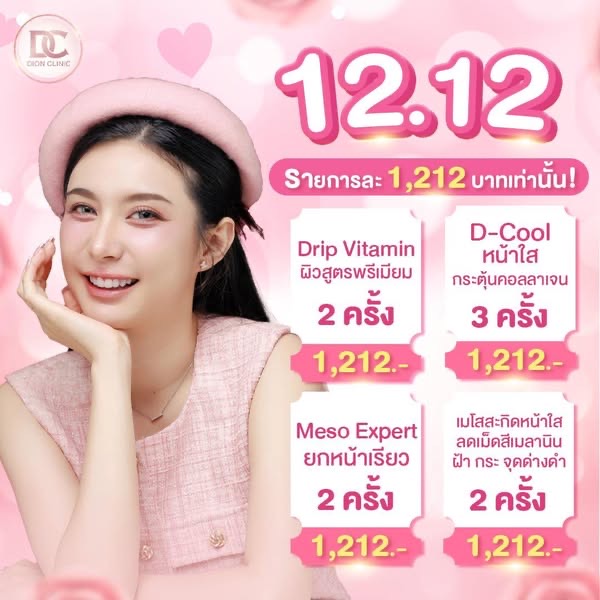 DC
DION CLINIC
12.12
รายการละ 1,212 บาทเท่านั้น!
Drip Vitamin
ผิวสูตรพรีเมียม
2 ครั้ง
1,212.-
D-Cool
หน้าใส
กระตุ้นคอลลาเจน
3 ครั้ง
1,212.-
Meso Expert
ยกหน้าเรียว
2 ครั้ง
1,212.-
เมโสสะกิดหน้าใส
ลดเม็ดสีเมลานิน
ฝ้า กระ จุดด่างดำ
2 ครั้ง
1,212.-